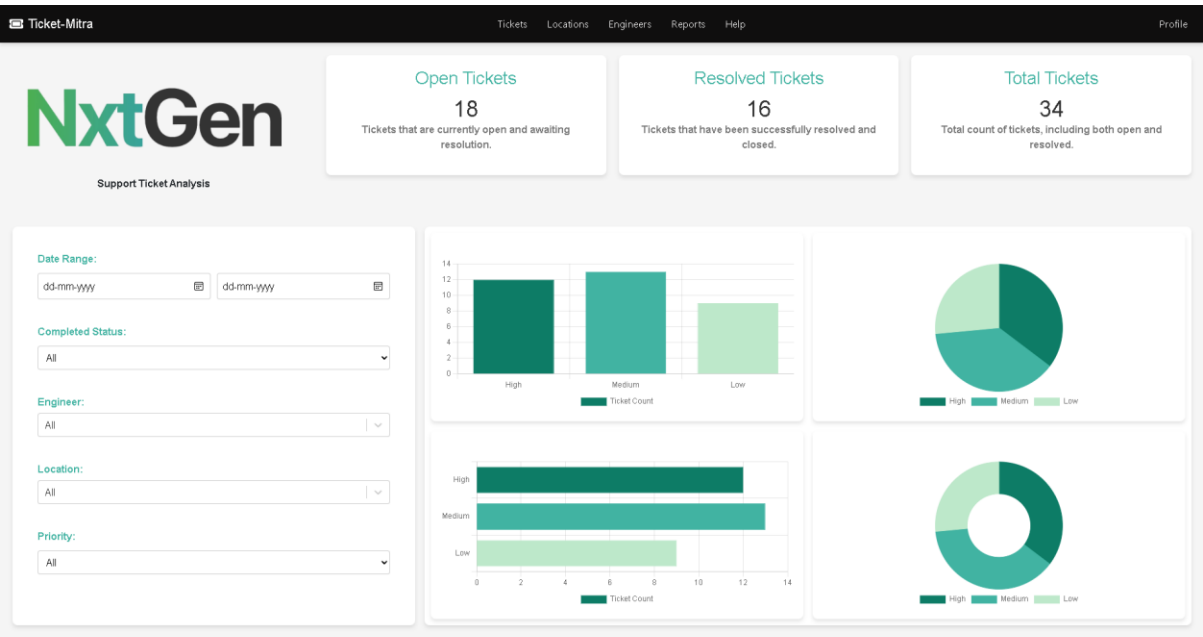 Ticket-Mitra
Tickets Locations Engineers Reports Help
Profile
NxtGen
Support Ticket Analysis
Open Tickets
18
Tickets that are currently open and awaiting
resolution.
Resolved Tickets
16
Tickets that have been successfully resolved and
closed.
Total Tickets
34
Total count of tickets, including both open and
resolved.
Date Range:
dd-mm-yyyy dd-mm-yyyy
Completed Status:
All
Engineer:
All
Location:
All
Priority:
All
14
12
10
8
6
4
2
0
High Medium Low
Ticket Count
High Medium Low
High
Medium
Low
0 2 4 6 8 10 12 14
Ticket Count
High Medium Low